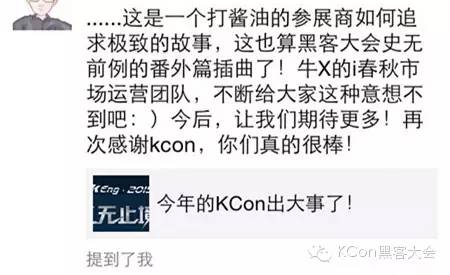 ……这是一个打酱油的参展商如何追
求极致的故事，这也算黑客大会史无
前例的番外篇插曲了！牛X的i春秋市
场运营团队，不断给大家这种意想不
到吧：）今后，让我们期待更多！再
次感谢kcon，你们真的很棒！
KEng·2015
无止境
今年的KCon出大事了！
提到了我
KCon黑客大会